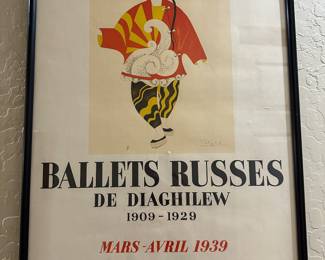 BALLETS RUSSES
DE DIAGHILEW
1909-1929
MARS-AVRIL 1939